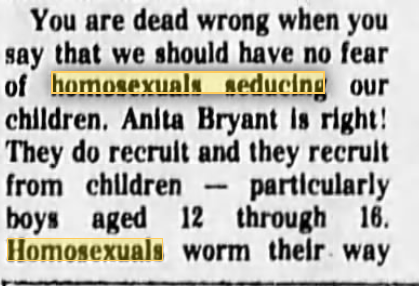 You are dead wrong when you
say that we should have no fear
of homosexuals seducing our
children. Anita Bryant is right!
They do recruit and they recruit
from children — particularly
boys aged 12 through 16.
Homosexuals worm their way